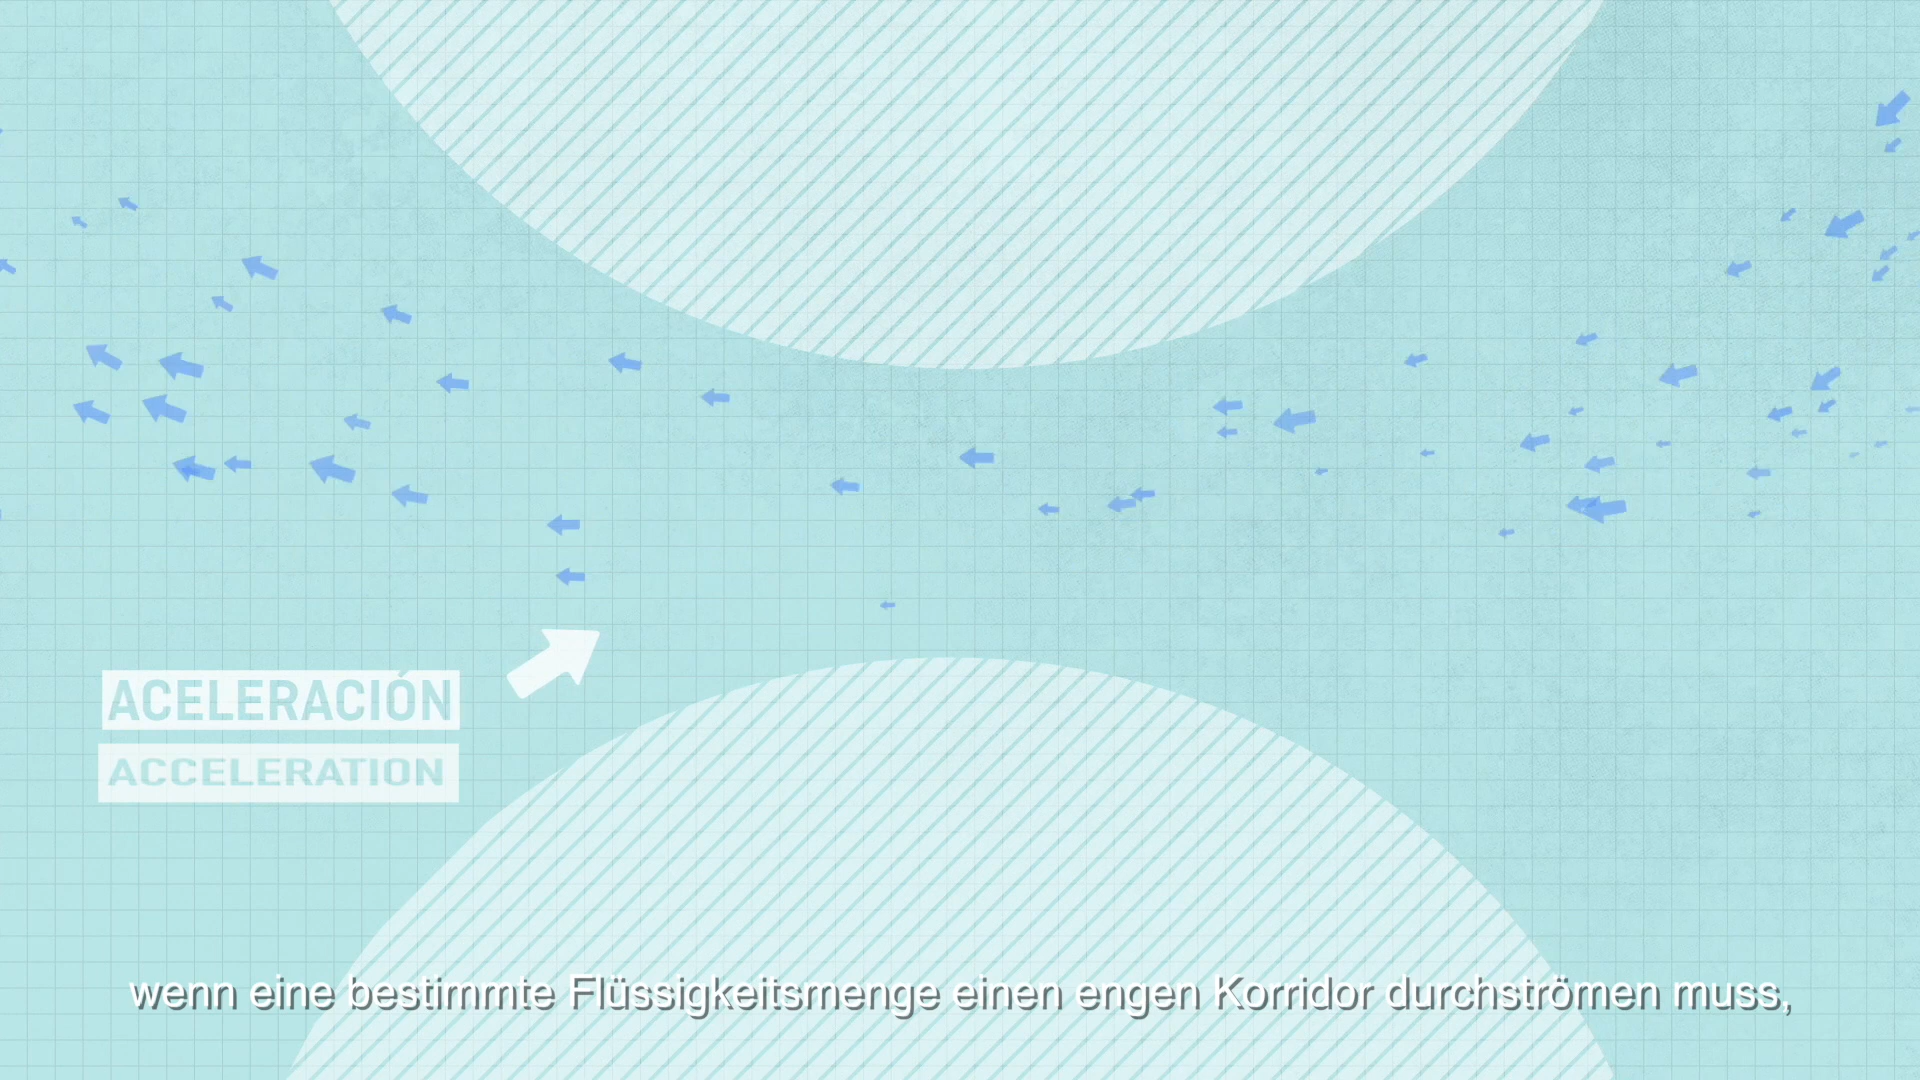 ACELERACIÓN
ACCELERATION
wenn eine bestimmte Flüssigkeitsmenge einen engen Korridor durchströmen muss,